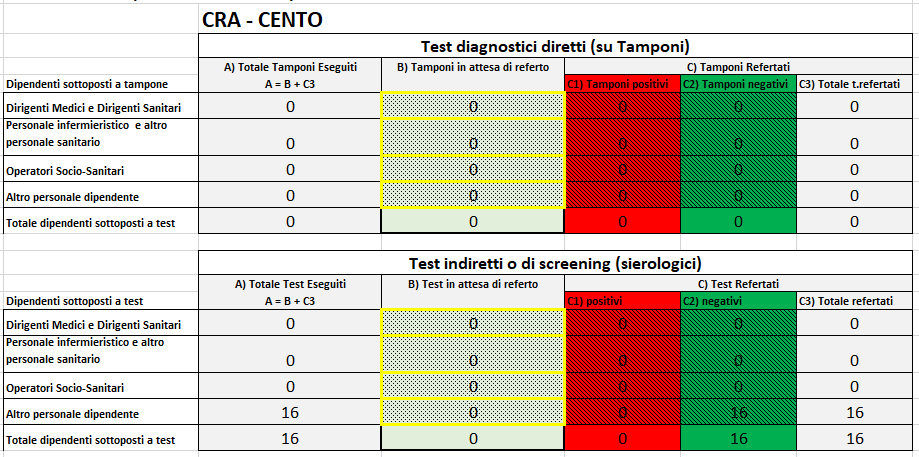 CRA - CENTO
Test diagnostici diretti (su Tamponi)
A) Totale Tamponi Eseguiti B) Tamponi in attesa di referto C) Tamponi Refertati
Dipendenti sottoposti a tampone A = B + C3 C1) Tamponi positivi C2) Tamponi negativi C3) Totale t.refertati
Dirigenti Medici e Dirigenti Sanitari 0 0 0 0 0
Personale infermieristico e altro
personale sanitario 0 0 0 0 0
Operatori Socio-Sanitari 0 0 0 0 0
Altro personale dipendente 0 0 0 0 0
Totale dipendenti sottoposti a test 0 0 0 0 0
Test indiretti o di screening (sierologici)
A) Totale Test Eseguiti B) Test in attesa di referto C) Test Refertati
Dipendenti sottoposti a test A = B + C3 C1) positivi C2) negativi C3) Totale refertati
Dirigenti Medici e Dirigenti Sanitari 0 0 0 0 0
Personale infermieristico e altro
personale sanitario 0 0 0 0 0
Operatori Socio-Sanitari 0 0 0 0 0
Altro personale dipendente 16 0 0 16 16
Totale dipendenti sottoposti a test 16 0 0 16 16